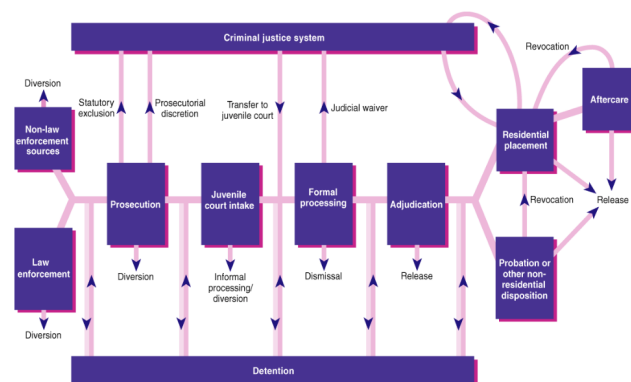 Criminal justice system
Revocation
Diversion
Statutory
exclusion
Prosecutorial
discretion
Transfer to
juvenile court
Judicial waiver
Aftercare
Non-law
enforcement
sources
Residential
placement
Prosecution
Juvenile
court intake
Formal
processing
Adjudication
Revocation
Release
Law
enforcement
Diversion
Informal
processing/
diversion
Dismissal
Release
Probation or
other non-
residential
disposition
Diversion
Detention